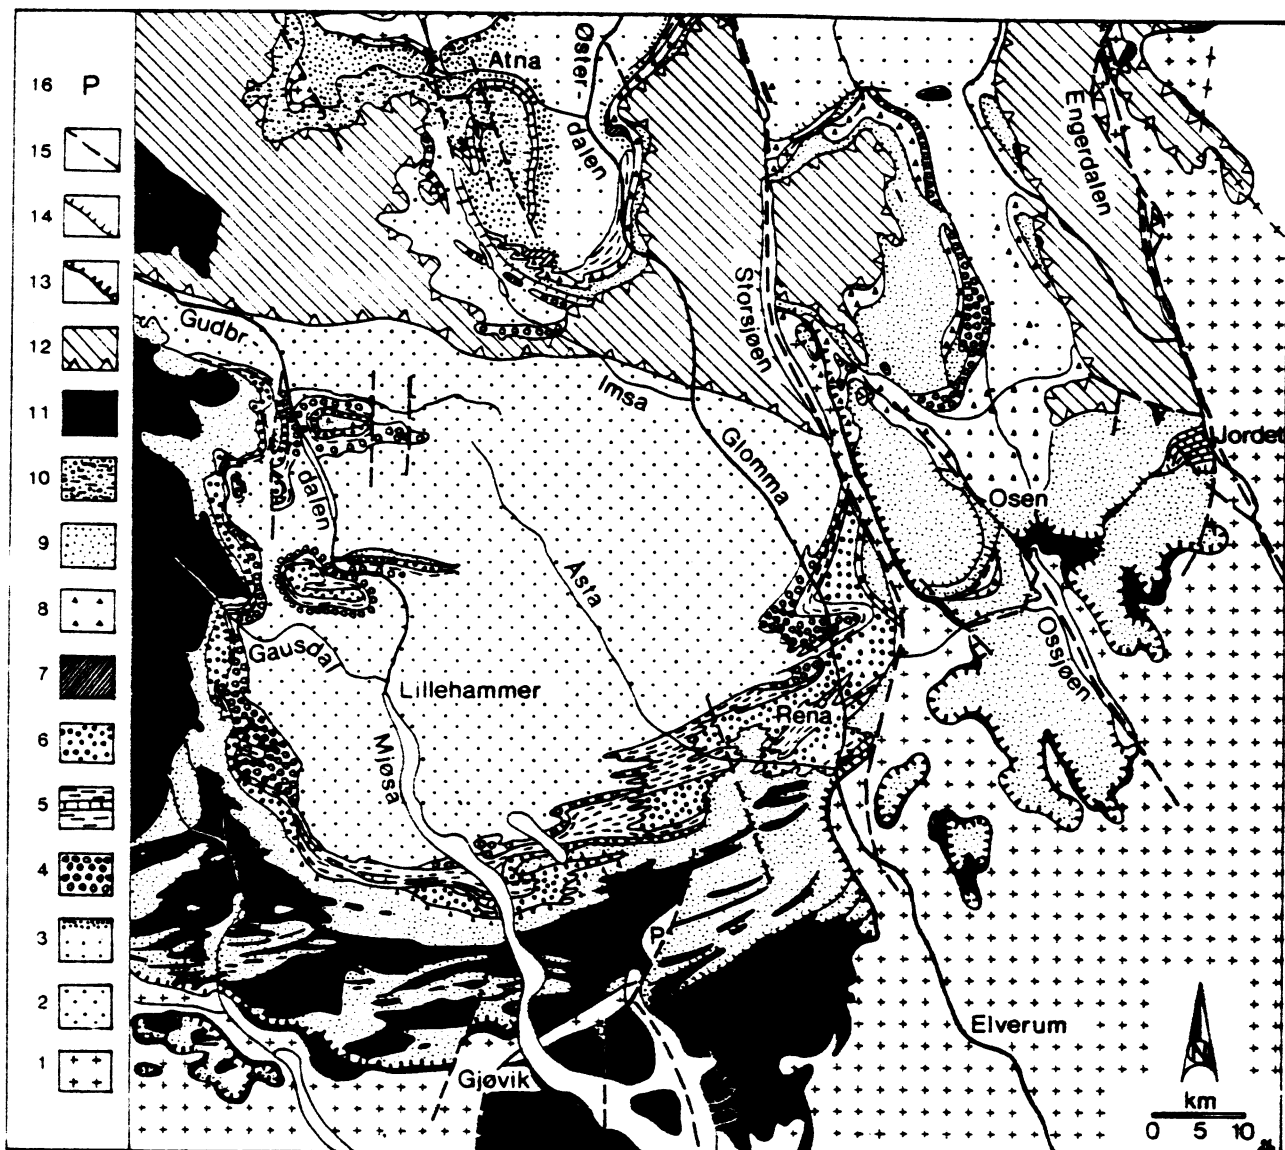 16 P
15
14
13
12
11
10
9
8
7
6
5
4
3
2
1
Atna
Øster
dalen
Engerdalen
Storsjøen
Gudbr
dalen
Imsa
Glomma
Jordet
Osen
Åsta
Ossjøen
Gausdal
Lillehammer
Mjøsa
Rena
P
Elverum
Gjøvik
N
km
0 5 10